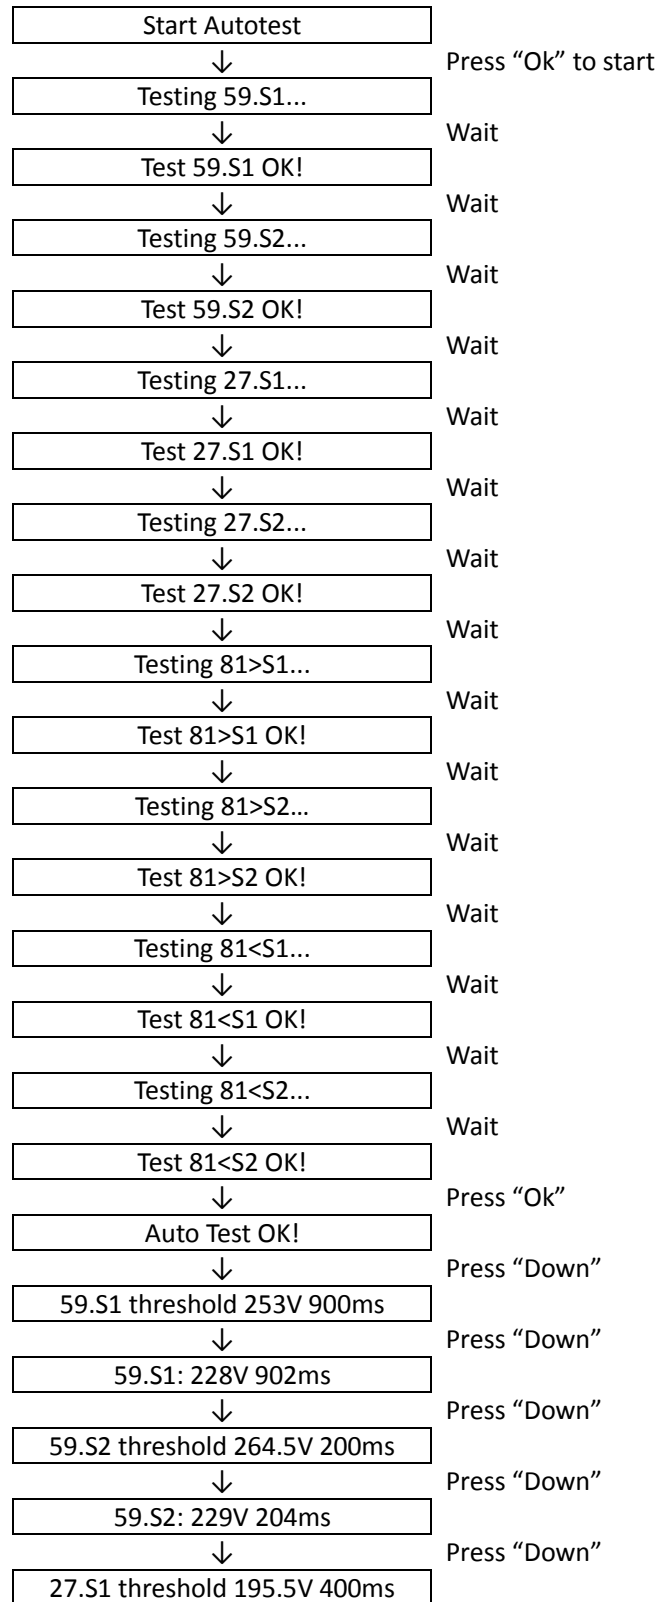 Start Autotest
↓ Press “Ok” to start
Testing 59.S1...
↓ Wait
Test 59.S1 OK!
↓ Wait
Testing 59.S2...
↓ Wait
Test 59.S2 OK!
↓ Wait
Testing 27.S1...
↓ Wait
Test 27.S1 OK!
↓ Wait
Testing 27.S2...
↓ Wait
Test 27.S2 OK!
↓ Wait
Testing 81>S1...
↓ Wait
Test 81>S1 OK!
↓ Wait
Testing 81>S2...
↓ Wait
Test 81>S2 OK!
↓ Wait
Testing 81<S1...
↓ Wait
Test 81<S1 OK!
↓ Wait
Testing 81<S2...
↓ Wait
Test 81<S2 OK!
↓ Press “Ok”
Auto Test OK!
↓ Press “Down”
59.S1 threshold 253V 900ms
↓ Press “Down”
59.S1: 228V 902ms
↓ Press “Down”
59.S2 threshold 264.5V 200ms
↓ Press “Down”
59.S2: 229V 204ms
↓ Press “Down”
27.S1 threshold 195.5V 400ms